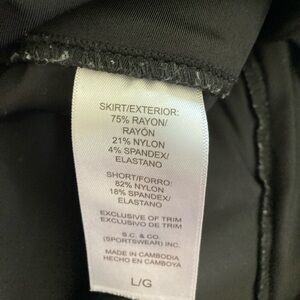 SKIRT/EXTERIOR:
75% RAYON/
RAYÓN
21% NYLON
4% SPANDEX/
ELASTANO
SHORT/FORRO:
82% NYLON
18% SPANDEX/
ELASTANO
EXCLUSIVE OF TRIM
EXCLUSIVO DE TRIM
S.C. & CO.
(SPORTSWEAR) INC.
MADE IN CAMBODIA
HECHO EN CAMBOYA
L/G